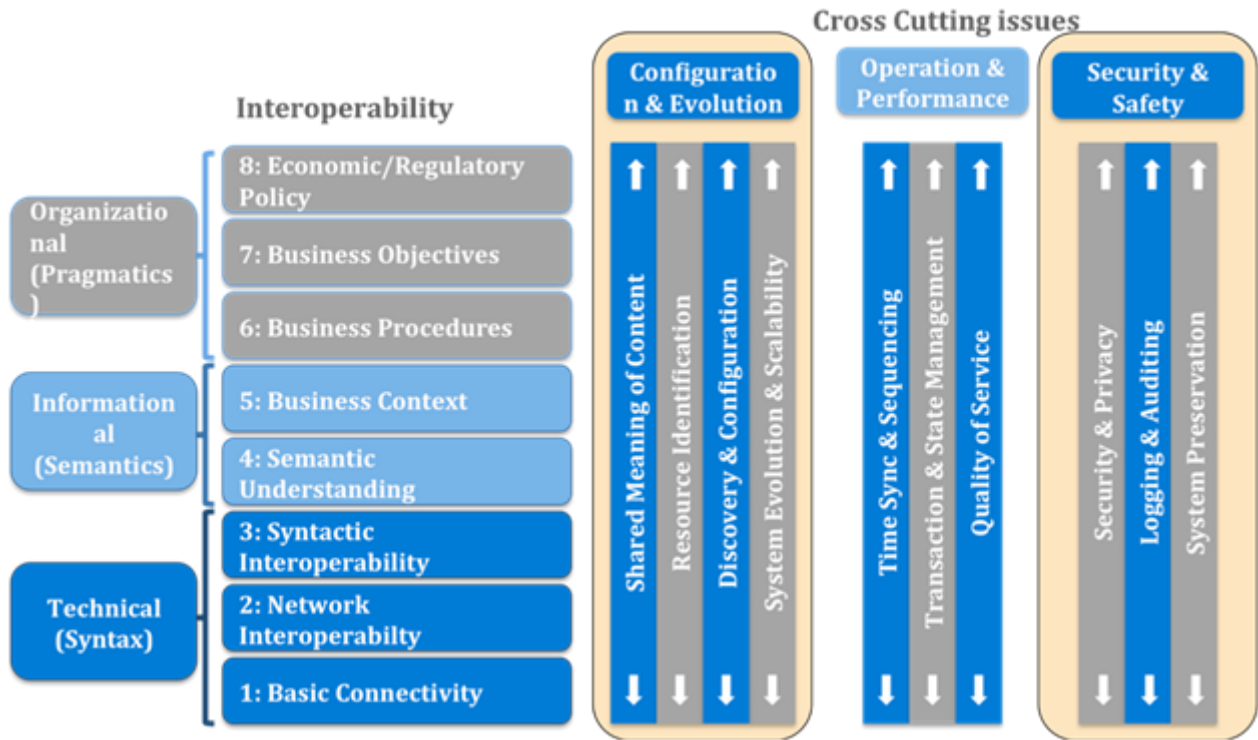 Cross Cutting issues
Configuratio
n & Evolution
Operation &
Performance
Security &
Safety
Interoperability
8: Economic/Regulatory
Policy
7: Business Objectives
6: Business Procedures
5: Business Context
4: Semantic
Understanding
3: Syntactic
Interoperability
2: Network
Interoperabilty
1: Basic Connectivity
Organizatio
nal
(Pragmatics
)
Information
al
(Semantics)
Technical
(Syntax)
Shared Meaning of Content
Resource Identification
Discovery & Configuration
System Evolution & Scalability
Time Sync & Sequencing
Transaction & State Management
Quality of Service
Security & Privacy
Logging & Auditing
System Preservation